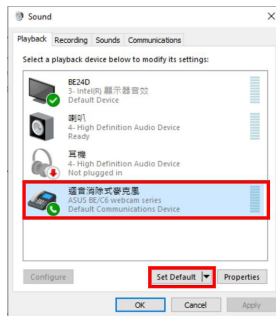 Sound
Playback Recording Sounds Communications
Select a playback device below to modify its settings:
BE24D
3- Intel(R) 顯示器音效
Default Device
喇叭
4- High Definition Audio Device
Ready
耳機
4- High Definition Audio Device
Not plugged in
迴音消除式麥克風
ASUS BE/C6 webcam series
Default Communications Device
Configure Set Default Properties
OK Cancel Apply